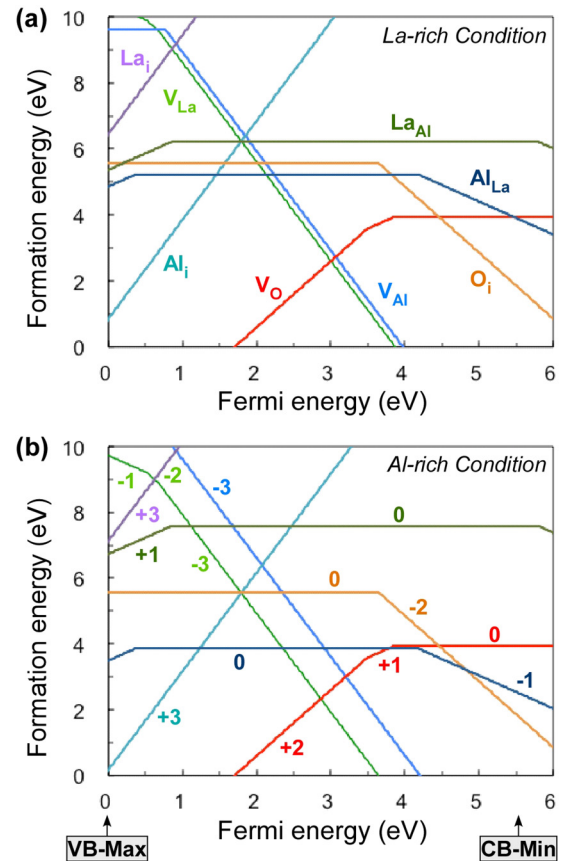 (a)
La-rich Condition
10
8
6
4
2
0
Formation energy (eV)
La_i
V_La
La_Al
Al_La
Al_i
V_O
V_Al
O_i
0 1 2 3 4 5 6
Fermi energy (eV)
(b)
Al-rich Condition
10
8
6
4
2
0
Formation energy (eV)
-1
-2
-3
+3
0
+1
-3
0
-2
0
0
+1
-1
+3
+2
0 1 2 3 4 5 6
Fermi energy (eV)
VB-Max
CB-Min